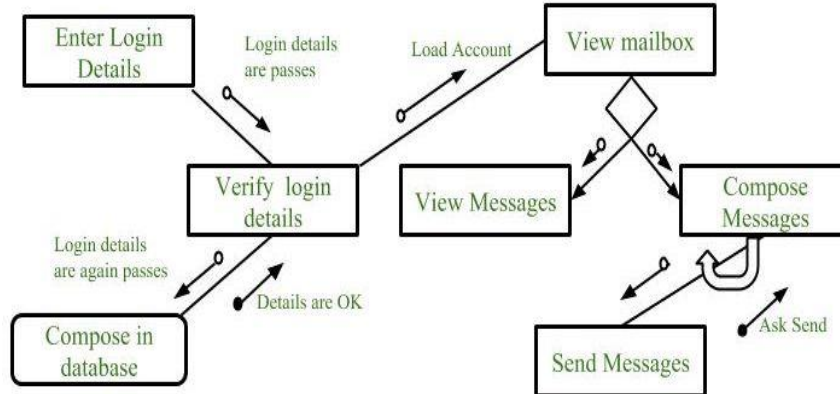 Enter Login
Details
Login details
are passes
Load Account
View mailbox
Verify login
details
View Messages
Compose
Messages
Login details
are again passes
Details are OK
Compose in
database
Send Messages
Ask Send